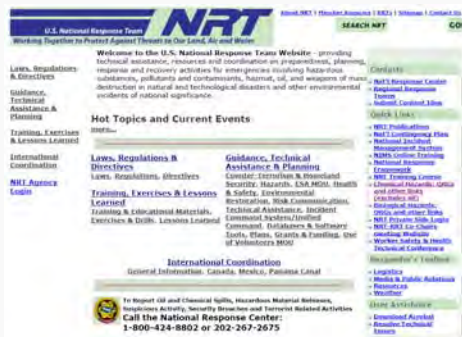 About NRT | Member Agencies | RRTs | Sitemap | Contact Us
U.S. National Response Team
NRT
SEARCH NRT
GO
Working Together to Protect Against Threats to Our Land, Air and Water
Welcome to the U.S. National Response Team Website - providing
technical assistance, resources and coordination on preparedness, planning,
response and recovery activities for emergencies involving hazardous
substances, pollutants and contaminants, hazmat, oil, and weapons of mass
destruction in natural and technological disasters and other environmental
incidents of national significance.
Laws, Regulations
& Directives
Guidance,
Technical
Assistance &
Planning
Training, Exercises
& Lessons Learned
International
Coordination
NRT Agency
Login
Hot Topics and Current Events
more...
Laws, Regulations &
Directives
Laws, Regulations, Directives
Training, Exercises & Lessons
Learned
Training & Educational Materials,
Exercises & Drills, Lessons Learned
Guidance, Technical
Assistance & Planning
Counter-Terrorism & Homeland
Security, Hazards, ESA MOU, Health
& Safety, Environmental
Restoration, Risk Communication,
Technical Assistance, Incident
Command System/Unified
Command, Databases & Software
Tools, Plans, Grants & Funding, Use
of Volunteers MOU
International Coordination
General Information, Canada, Mexico, Panama Canal
To Report Oil and Chemical Spills, Hazardous Material Releases,
Suspicious Activity, Security Breaches and Terrorist Related Activities
Call the National Response Center:
1-800-424-8802 or 202-267-2675
Contacts
Nat'l Response Center
Regional Response
Teams
Submit Content Idea
Quick Links
NRT Publications
Nat'l Contingency Plan
National Incident
Management System
NIMS Online Training
National Response
Framework
NRT Training Course
Chemical Hazards: QRGs
and other links
Biological Hazards:
QRGs and other links
NRT Private Side Login
NRT-RRT Co-Chairs
Meeting Website
Worker Safety & Health
Technical Conference
Responder's Toolbox
Logistics
Media & Public Relations
Resources
Weather
User Assistance
Download Acrobat
Resolve Technical
Issues